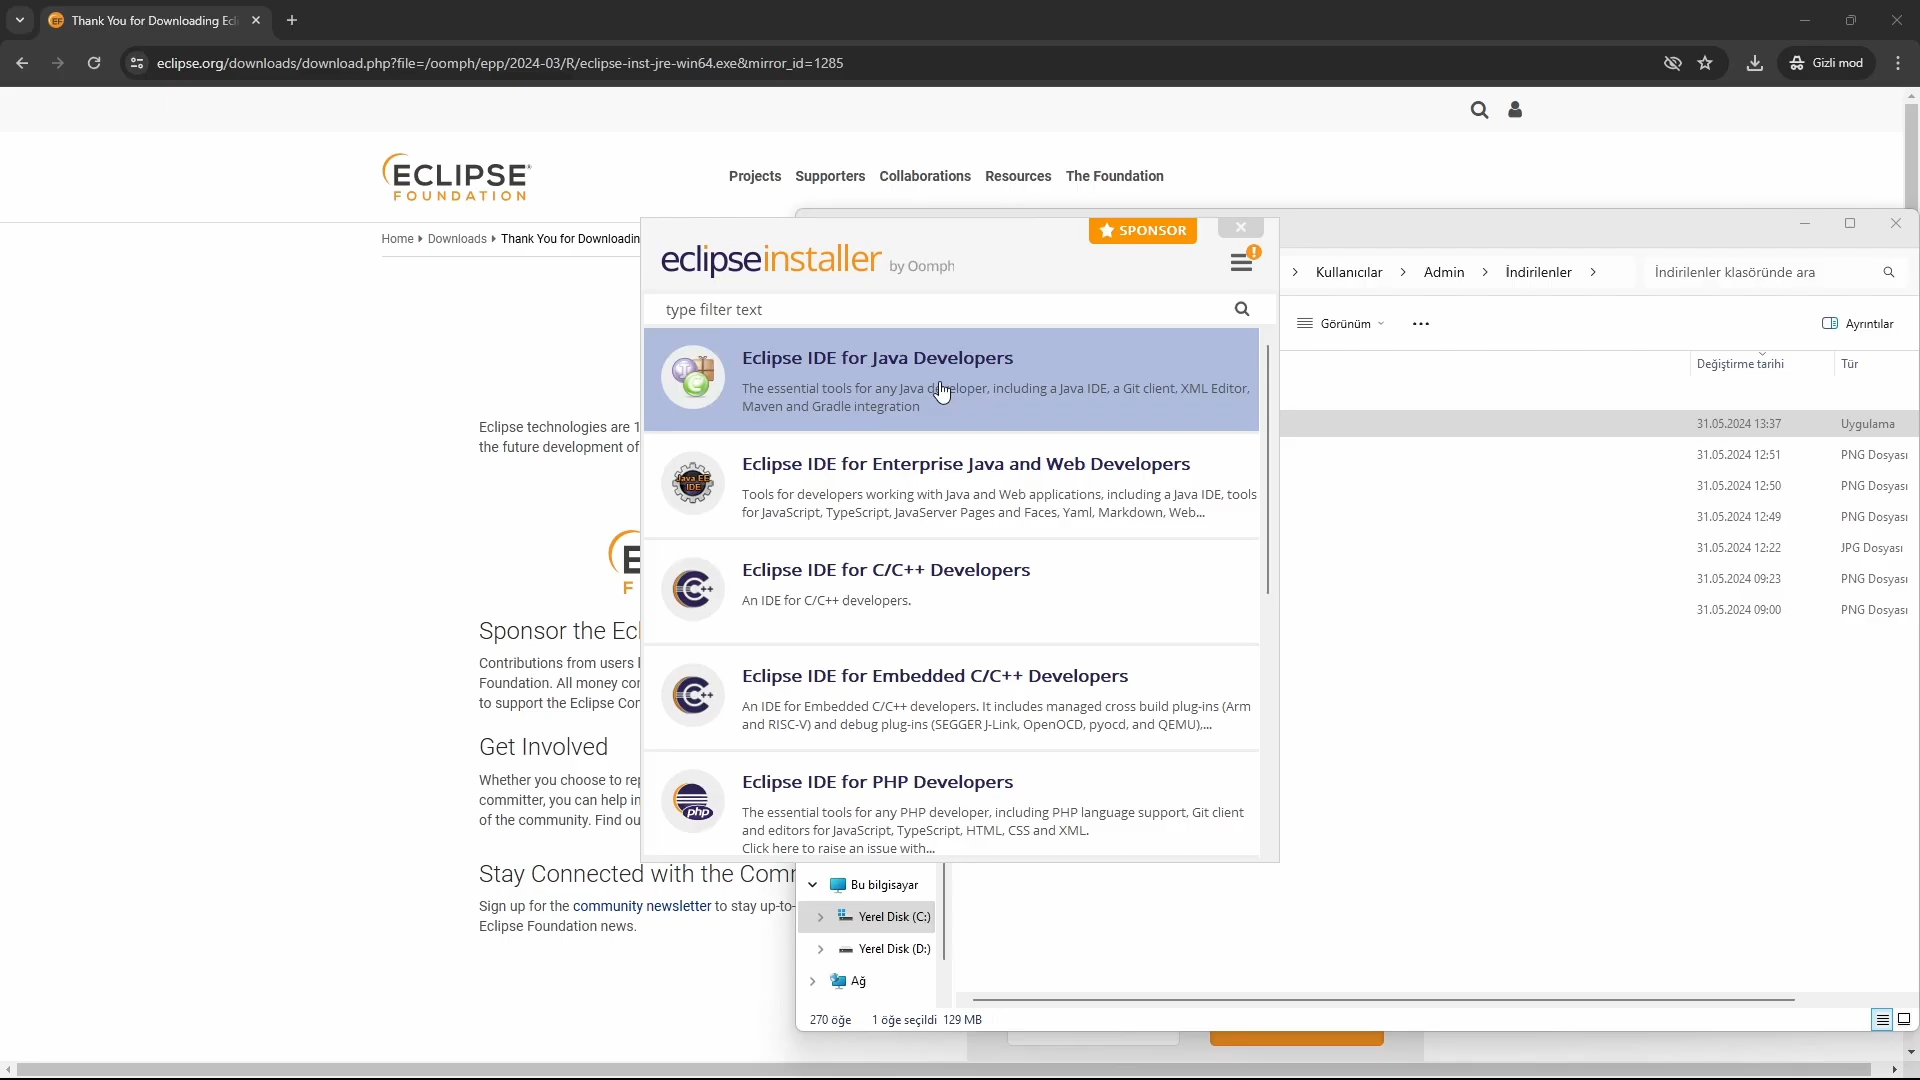 Thank You for Downloading Ecl
eclipse.org/downloads/download.php?file=/oomph/epp/2024-03/R/eclipse-inst-jre-win64.exe&mirror_id=1285
Gizli mod
ECLIPSE
FOUNDATION
Projects Supporters Collaborations Resources The Foundation
Home Downloads Thank You for Downloadin
SPONSOR
eclipseinstaller by Oomph
Kullanıcılar > Admin > İndirilenler >
İndirilenler klasöründe ara
type filter text
Görünüm
Ayrıntılar
Değiştirme tarihi
Tür
Eclipse IDE for Java Developers
The essential tools for any Java developer, including a Java IDE, a Git client, XML Editor,
Maven and Gradle integration
Eclipse IDE for Enterprise Java and Web Developers
Java EE
IDE
Tools for developers working with Java and Web applications, including a Java IDE, tools
for JavaScript, TypeScript, JavaServer Pages and Faces, Yaml, Markdown, Web...
Eclipse IDE for C/C++ Developers
An IDE for C/C++ developers.
Eclipse IDE for Embedded C/C++ Developers
An IDE for Embedded C/C++ developers. It includes managed cross build plug-ins (Arm
and RISC-V) and debug plug-ins (SEGGER J-Link, OpenOCD, pyocd, and QEMU),...
Eclipse IDE for PHP Developers
php
The essential tools for any PHP developer, including PHP language support, Git client
and editors for JavaScript, TypeScript, HTML, CSS and XML.
Click here to raise an issue with...
31.05.2024 13:37 Uygulama
31.05.2024 12:51 PNG Dosyası
31.05.2024 12:50 PNG Dosyası
31.05.2024 12:49 PNG Dosyası
31.05.2024 12:22 JPG Dosyası
31.05.2024 09:23 PNG Dosyası
31.05.2024 09:00 PNG Dosyası
Eclipse technologies are 1
the future development of
E
F
Sponsor the Ecl
Contributions from users l
Foundation. All money cor
to support the Eclipse Cor
Get Involved
Whether you choose to rep
committer, you can help in
of the community. Find ou
Stay Connected with the Comr
Sign up for the community newsletter to stay up-to-
Eclipse Foundation news.
Bu bilgisayar
Yerel Disk (C:)
Yerel Disk (D:)
Ağ
270 öğe 1 öğe seçildi 129 MB